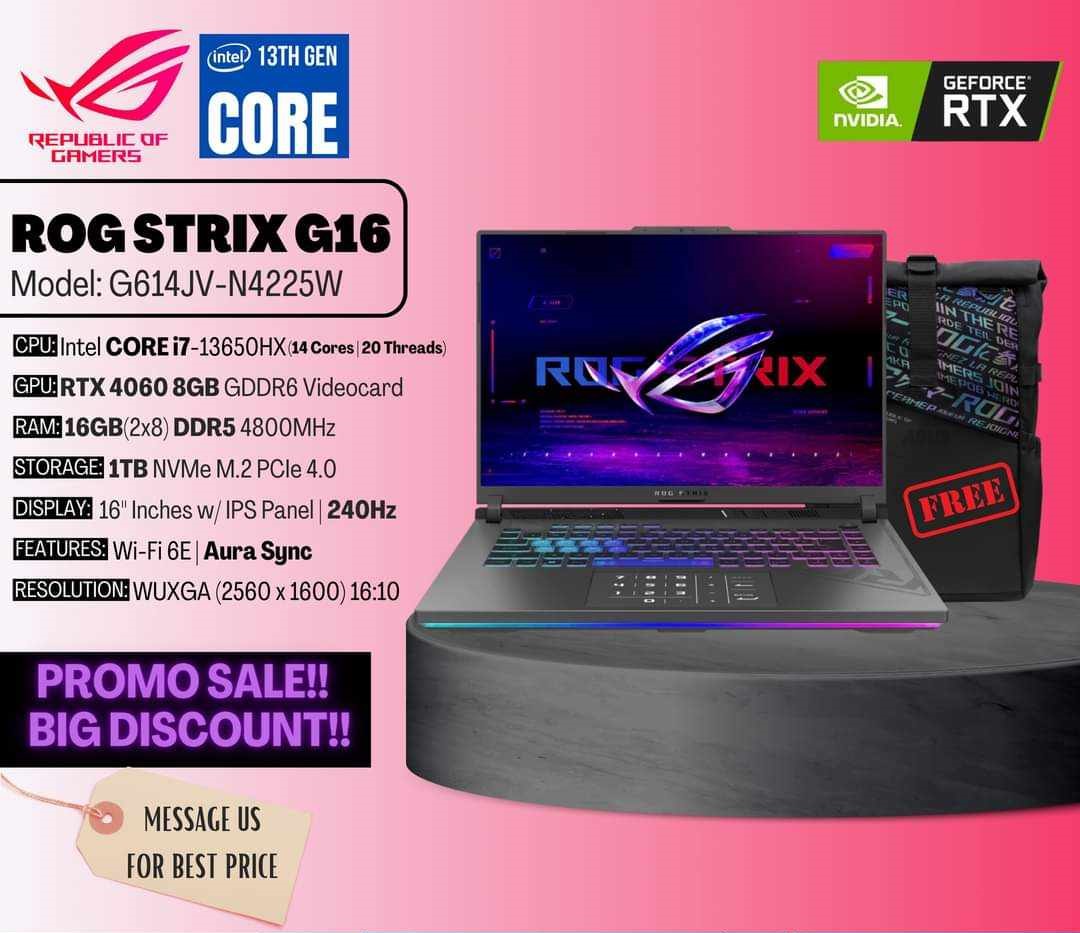 REPUBLIC OF
GAMERS
intel 13TH GEN
CORE
NVIDIA.
GEFORCE®
RTX
ROG STRIX G16
Model: G614JV-N4225W
CPU: Intel CORE i7-13650HX (14 Cores | 20 Threads)
GPU: RTX 4060 8GB GDDR6 Videocard
RAM: 16GB(2x8) DDR5 4800MHz
STORAGE: 1TB NVMe M.2 PCIe 4.0
DISPLAY: 16" Inches w/ IPS Panel | 240Hz
FEATURES: Wi-Fi 6E | Aura Sync
RESOLUTION: WUXGA (2560 x 1600) 16:10
ROG STRIX
FREE
PROMO SALE!!
BIG DISCOUNT!!
MESSAGE US
FOR BEST PRICE